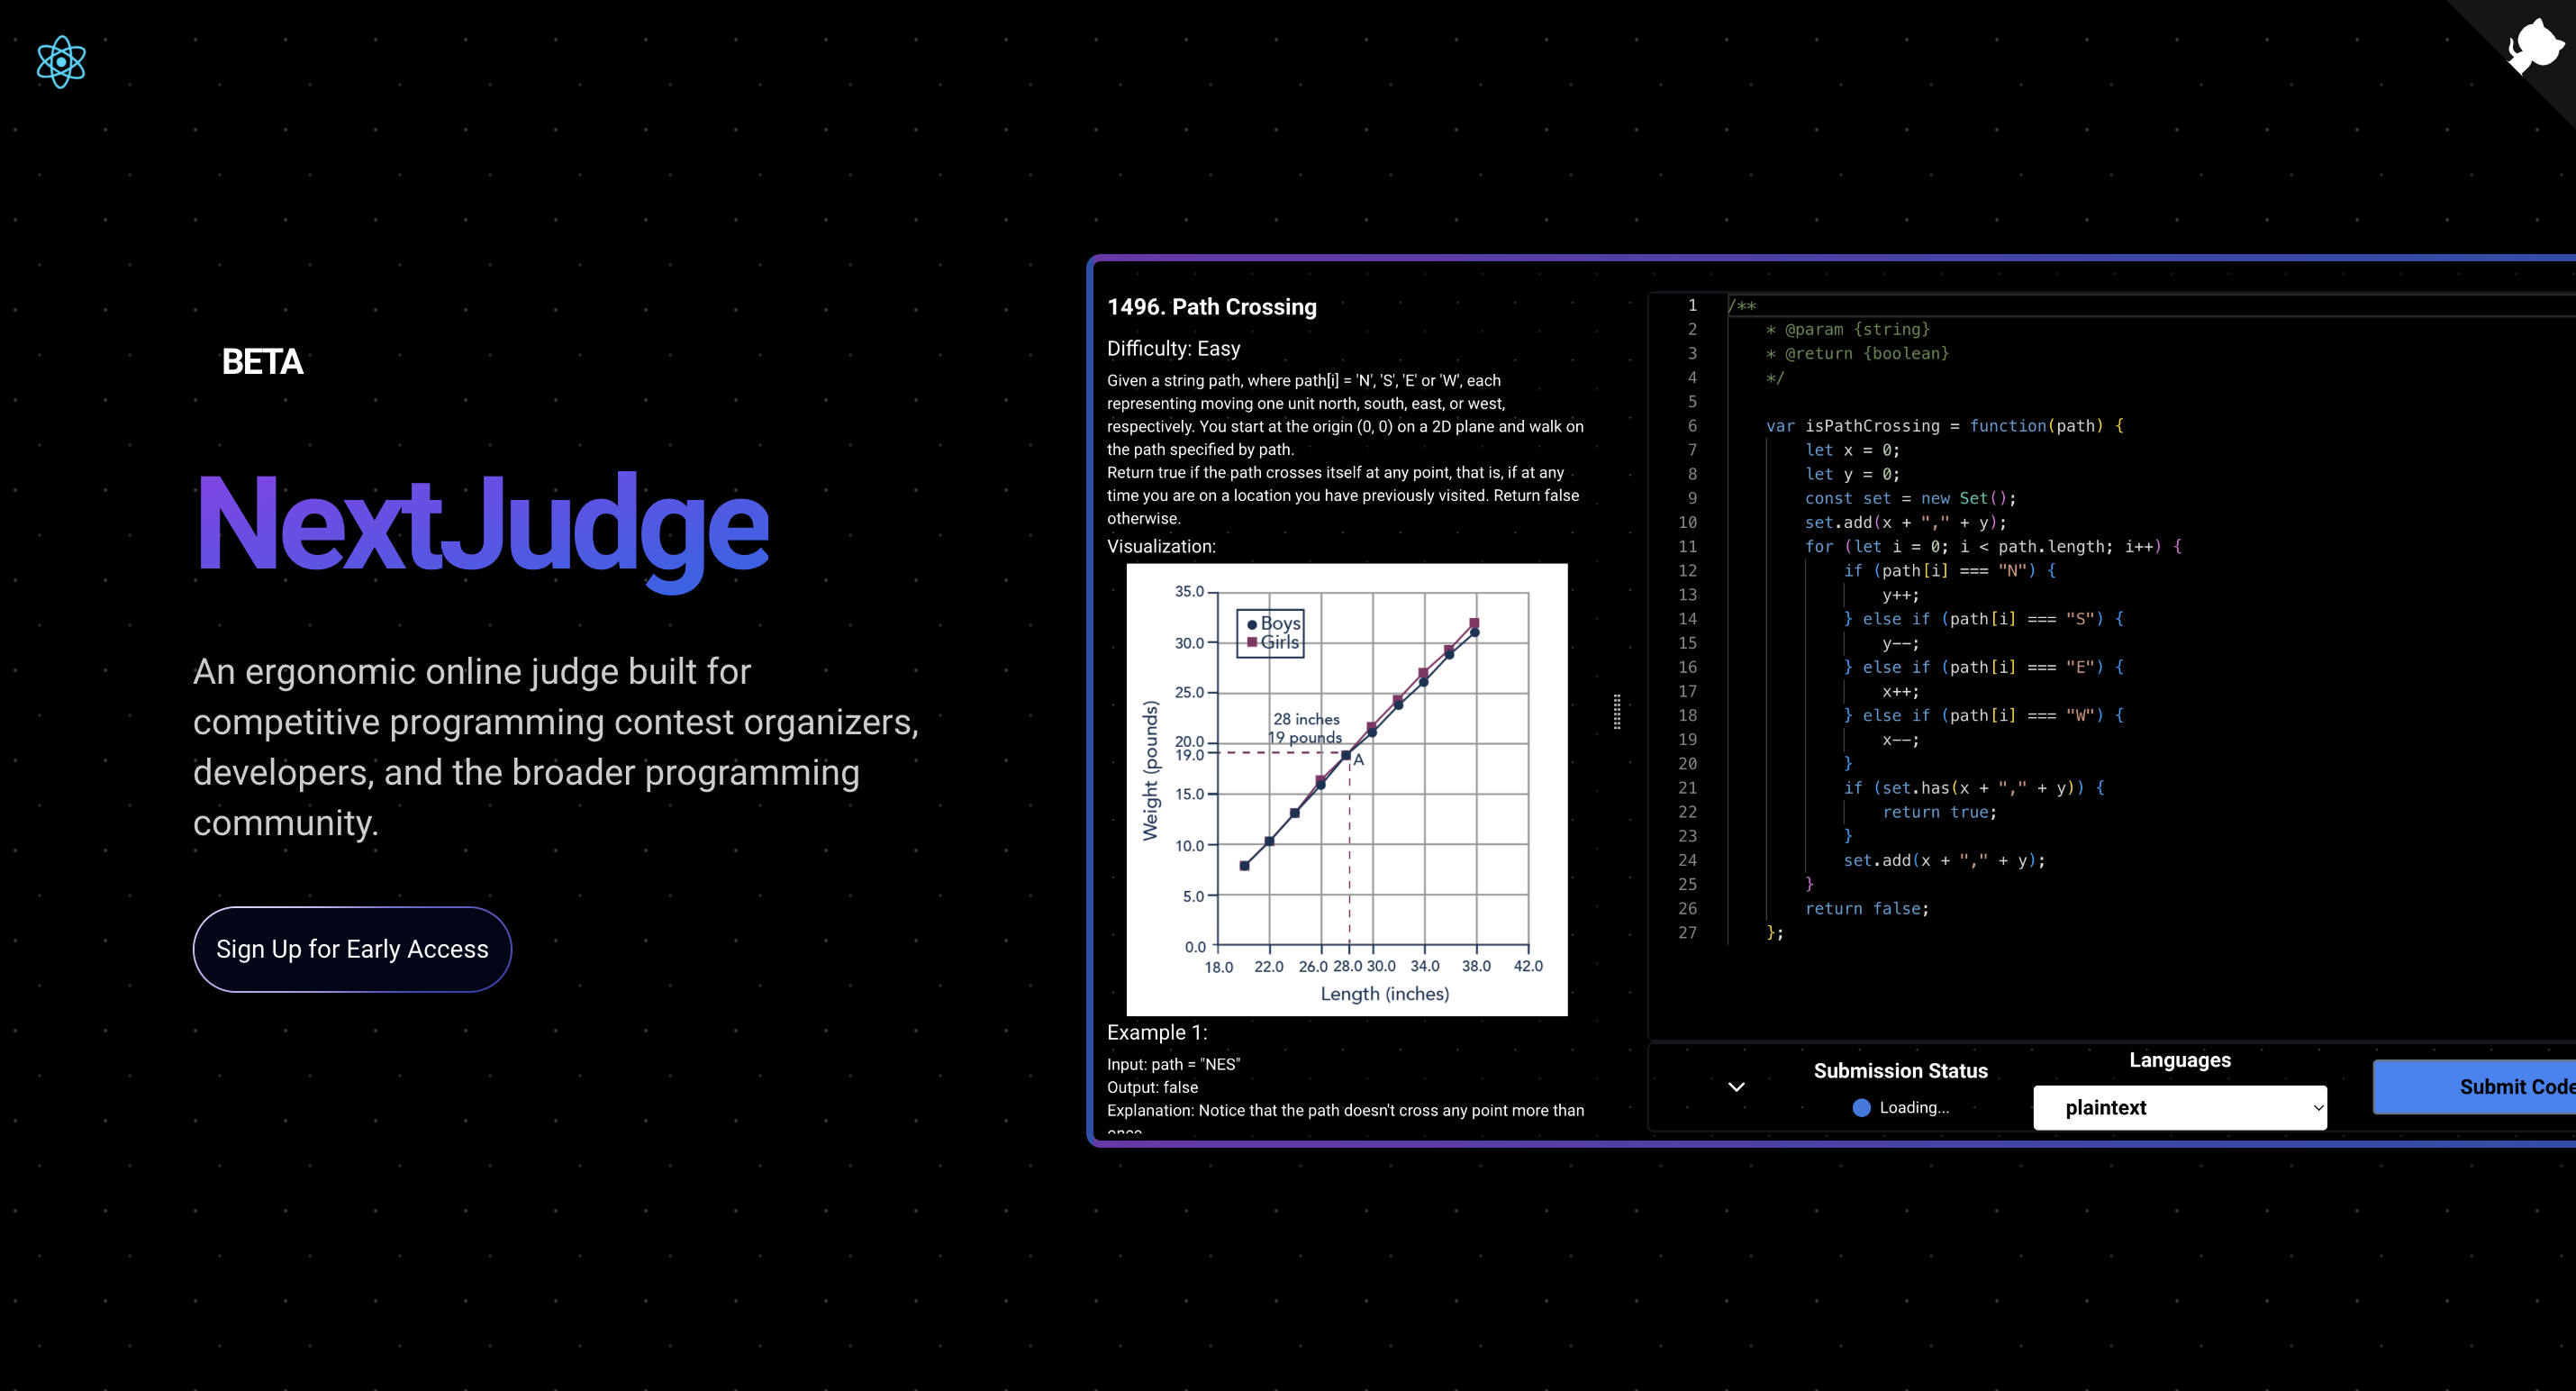 BETA
NextJudge
An ergonomic online judge built for
competitive programming contest organizers,
developers, and the broader programming
community.
Sign Up for Early Access
1496. Path Crossing
Difficulty: Easy
Given a string path, where path[i] = 'N', 'S', 'E' or 'W', each
representing moving one unit north, south, east, or west,
respectively. You start at the origin (0, 0) on a 2D plane and walk on
the path specified by path.
Return true if the path crosses itself at any point, that is, if at any
time you are on a location you have previously visited. Return false
otherwise.
Visualization:
35.0
30.0
25.0
20.0
19.0
15.0
10.0
5.0
0.0
Weight (pounds)
Boys
Girls
28 inches
19 pounds
A
18.0 22.0 26.0 28.0 30.0 34.0 38.0 42.0
Length (inches)
Example 1:
Input: path = "NES"
Output: false
Explanation: Notice that the path doesn't cross any point more than
1 /**
2 * @param {string}
3 * @return {boolean}
4 */
5
6 var isPathCrossing = function(path) {
7 let x = 0;
8 let y = 0;
9 const set = new Set();
10 set.add(x + "," + y);
11 for (let i = 0; i < path.length; i++) {
12 if (path[i] === "N") {
13 y++;
14 } else if (path[i] === "S") {
15 y--;
16 } else if (path[i] === "E") {
17 x++;
18 } else if (path[i] === "W") {
19 x--;
20 }
21 if (set.has(x + "," + y)) {
22 return true;
23 }
24 set.add(x + "," + y);
25 }
26 return false;
27 };
Submission Status
Loading...
Languages
plaintext
Submit Code